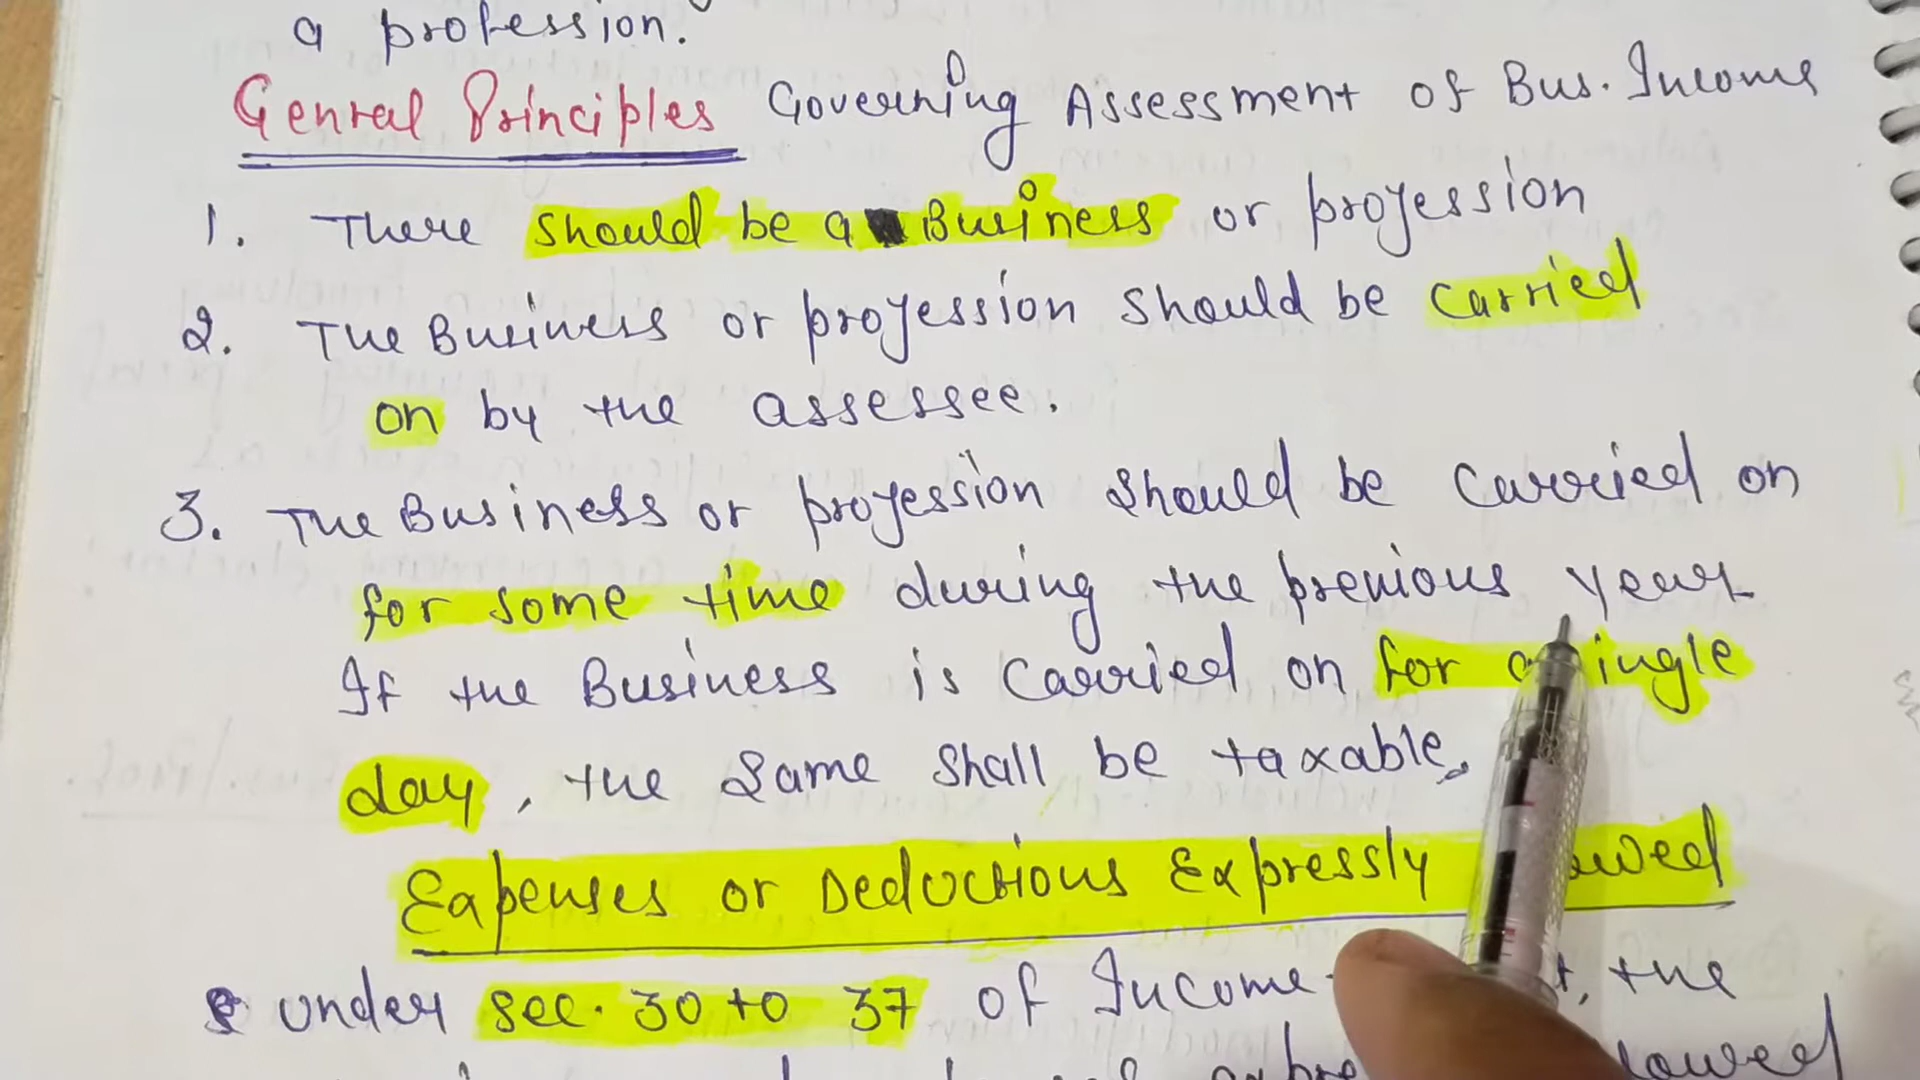 a profession.
Genral Principles Governing Assessment of Bus. Income
1. There should be a Business or profession
2. The Business or profession should be carried
on by the assessee.
3. The Business or profession should be carried on
for some time during the previous year
If the Business is carried on for a single
day, the same shall be taxable.
Expenses or Deductions Expressly
under sec. 30 to 37 of Income the